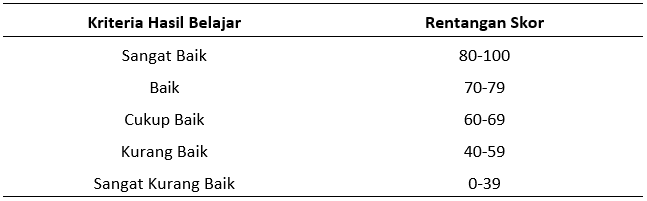 Kriteria Hasil Belajar Rentangan Skor
Sangat Baik 80-100
Baik 70-79
Cukup Baik 60-69
Kurang Baik 40-59
Sangat Kurang Baik 0-39